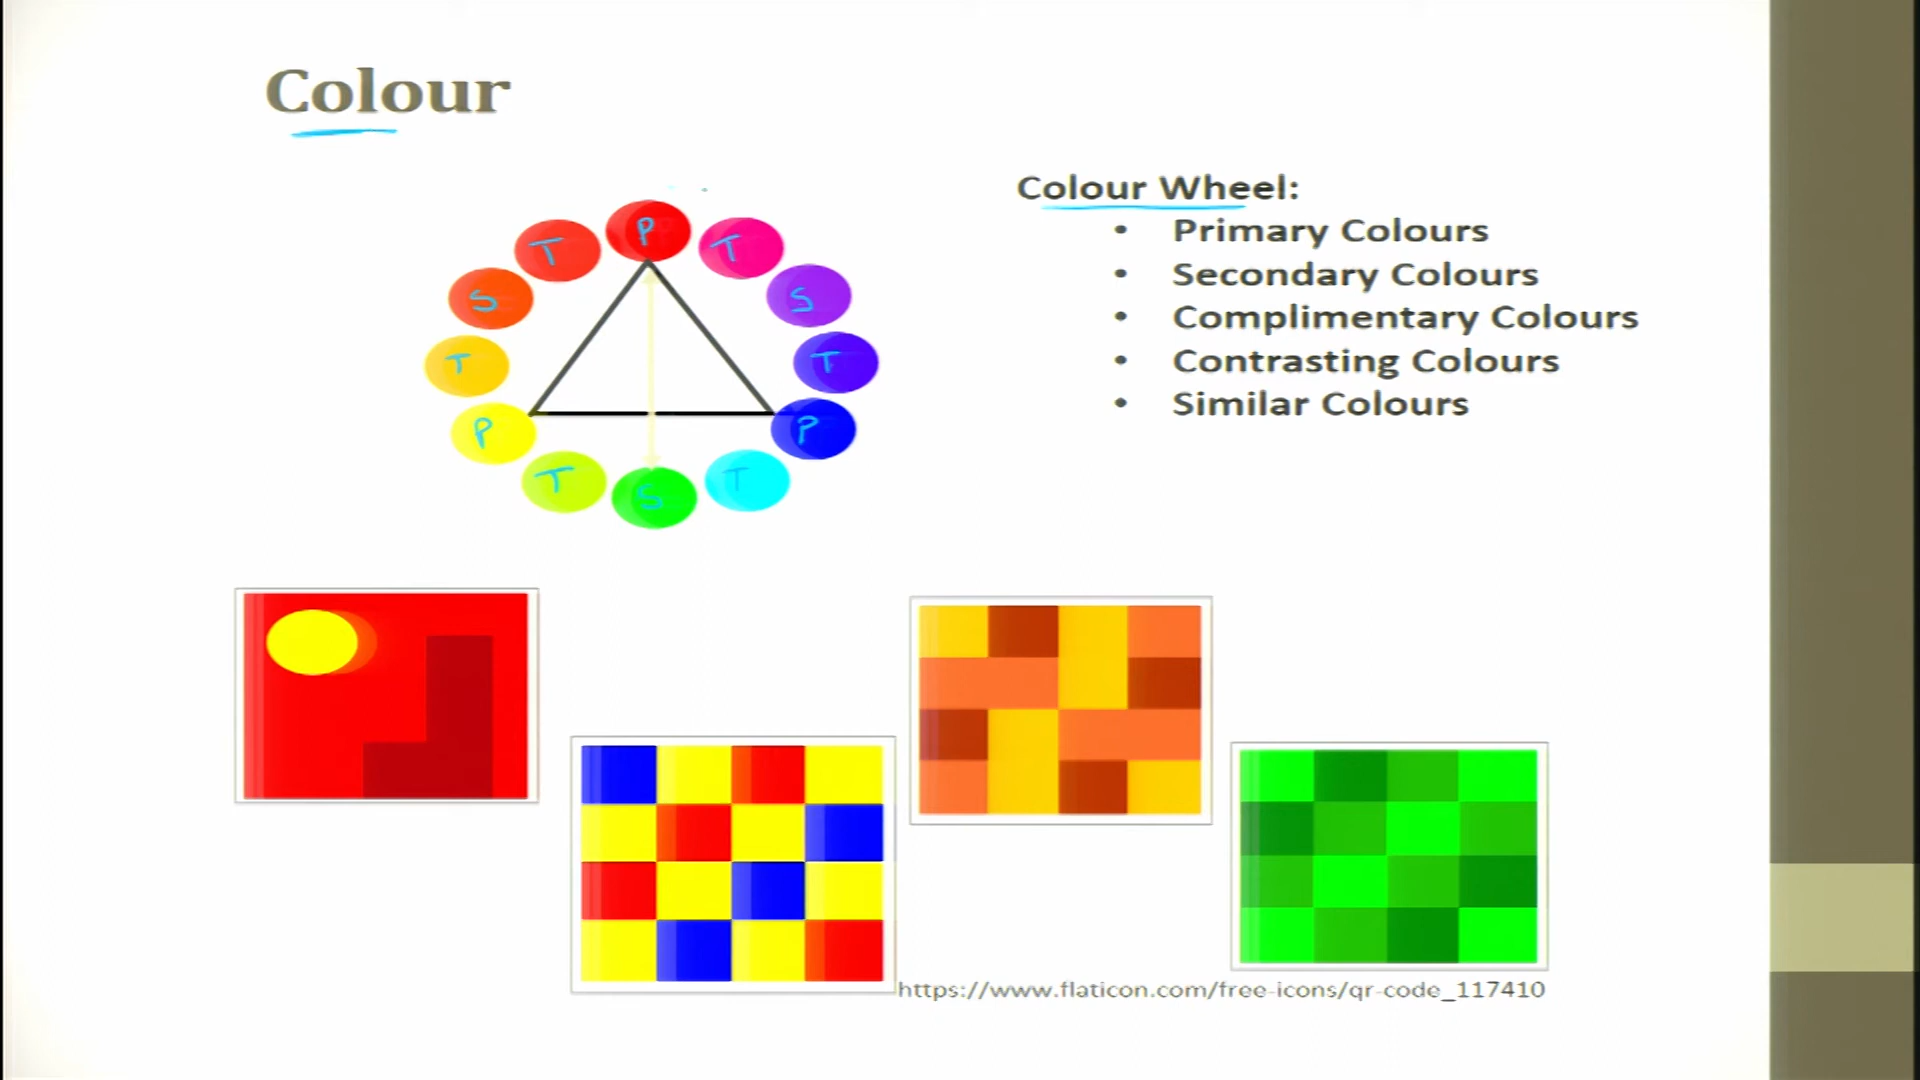 Colour
P
T
T
S
S
T
T
P
P
T
S
T
Colour Wheel:
• Primary Colours
• Secondary Colours
• Complimentary Colours
• Contrasting Colours
• Similar Colours
https://www.flaticon.com/free-icons/qr-code_117410